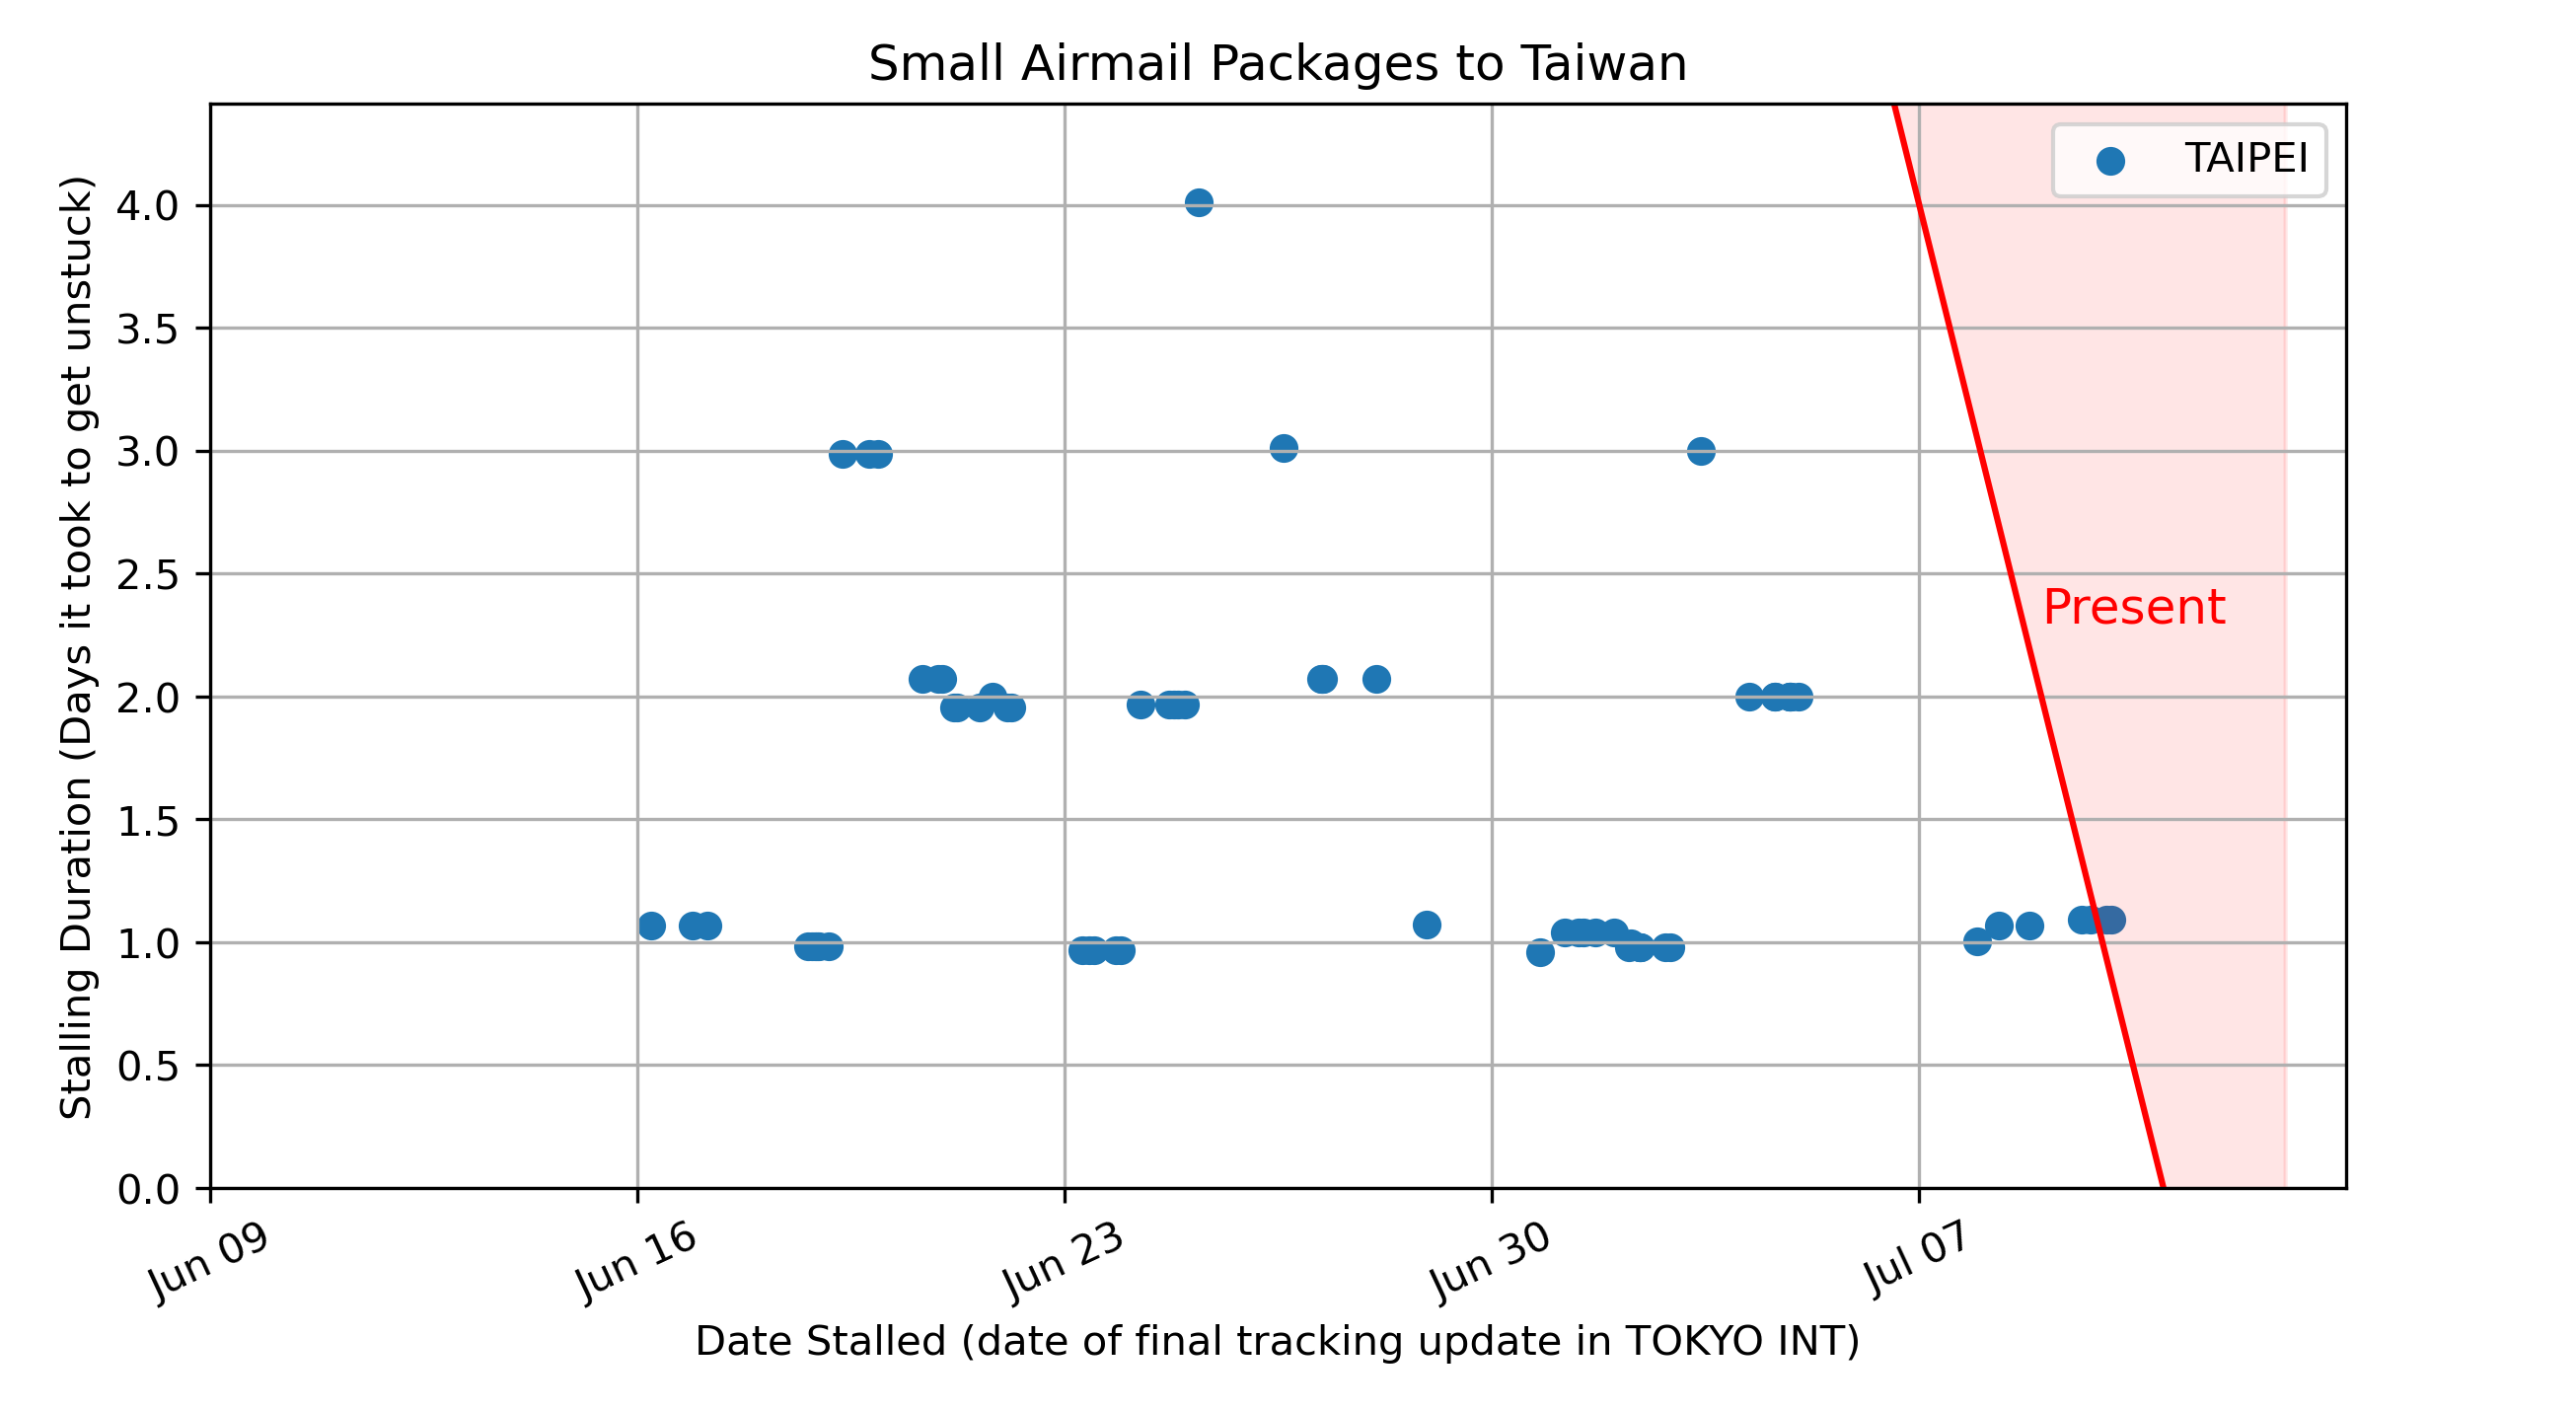 Small Airmail Packages to Taiwan
TAIPEI
Stalling Duration (Days it took to get unstuck)
4.0
3.5
3.0
2.5
2.0
1.5
1.0
0.5
0.0
Present
Jun 09
Jun 16
Jun 23
Jun 30
Jul 07
Date Stalled (date of final tracking update in TOKYO INT)